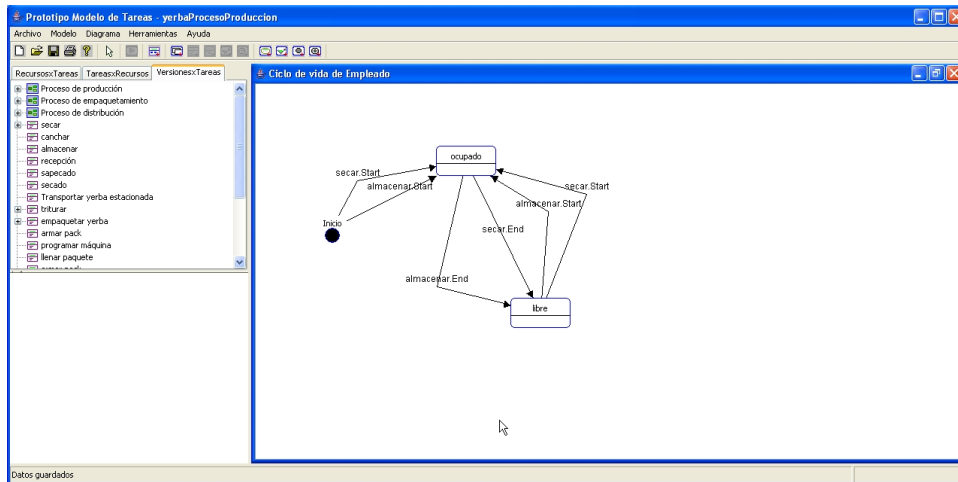 Prototipo Modelo de Tareas - yerbaProcesoProduccion
Archivo Modelo Diagrama Herramientas Ayuda
RecursosxTareas TareasxRecursos VersionesxTareas
Proceso de producción
Proceso de empaquetamiento
Proceso de distribución
secar
canchar
almacenar
recepción
sapecado
secado
Transportar yerba estacionada
triturar
empaquetar yerba
armar pack
programar máquina
llenar paquete
Ciclo de vida de Empleado
ocupado
secar.Start
almacenar.Start
secar.Start
almacenar.Start
Inicio
secar.End
almacenar.End
libre
Datos guardados